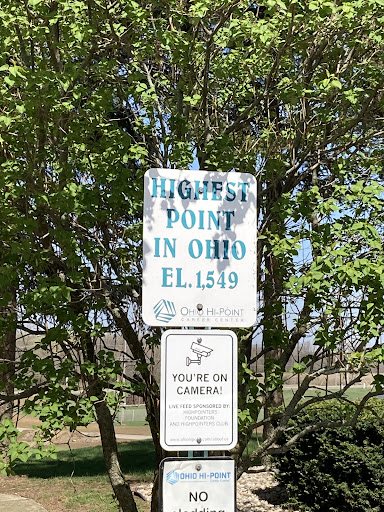 HIGHEST
POINT
IN OHIO
EL.1,549
OHIO HI-POINT
CAREER CENTER
YOU'RE ON
CAMERA!
LIVE FEED SPONSORED BY:
HIGHPOINTERS
FOUNDATION
AND HIGHPOINTERS CLUB
OHIO HI-POINT
NO
sledding